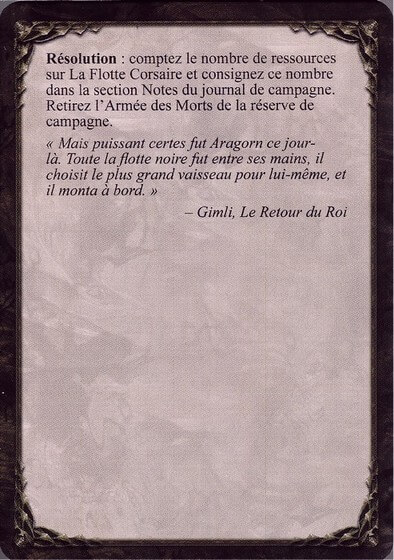 Résolution : comptez le nombre de ressources
sur La Flotte Corsaire et consignez ce nombre
dans la section Notes du journal de campagne.
Retirez l'Armée des Morts de la réserve de
campagne.
« Mais puissant certes fut Aragorn ce jour-
là. Toute la flotte noire fut entre ses mains, il
choisit le plus grand vaisseau pour lui-même, et
il monta à bord. »
– Gimli, Le Retour du Roi